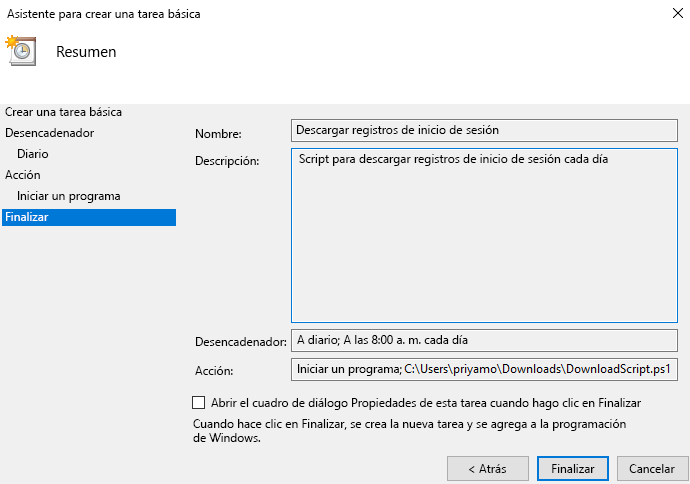 Asistente para crear una tarea básica
Resumen
Crear una tarea básica
Desencadenador
Diario
Acción
Iniciar un programa
Finalizar
Nombre: Descargar registros de inicio de sesión
Descripción: Script para descargar registros de inicio de sesión cada día
Desencadenador: A diario; A las 8:00 a. m. cada día
Acción: Iniciar un programa; C:\Users\priyamo\Downloads\DownloadScript.ps1
Abrir el cuadro de diálogo Propiedades de esta tarea cuando hago clic en Finalizar
Cuando hace clic en Finalizar, se crea la nueva tarea y se agrega a la programación
de Windows.
< Atrás Finalizar Cancelar